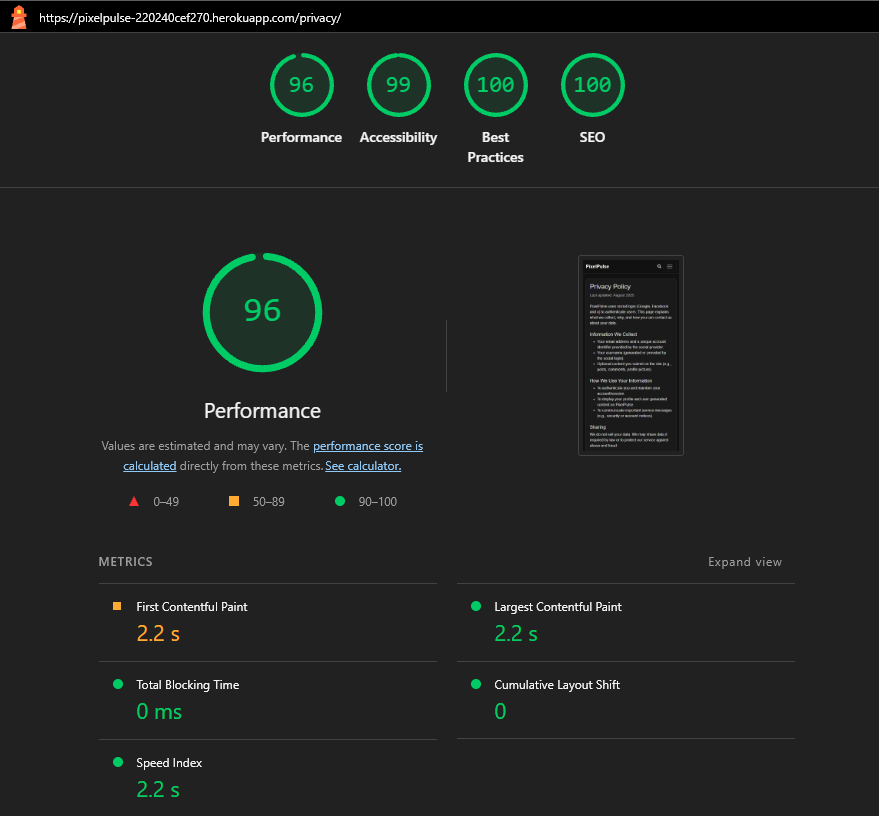 https://pixelpulse-220240cef270.herokuapp.com/privacy/
96
99
100
100
Performance
Accessibility
Best
Practices
SEO
96
Performance
Values are estimated and may vary. The performance score is
calculated directly from these metrics. See calculator.
0–49
50–89
90–100
PixelPulse
Privacy Policy
Last updated: August 2025
Information We Collect
How We Use Your Information
Sharing
METRICS
Expand view
First Contentful Paint
2.2 s
Largest Contentful Paint
2.2 s
Total Blocking Time
0 ms
Cumulative Layout Shift
0
Speed Index
2.2 s